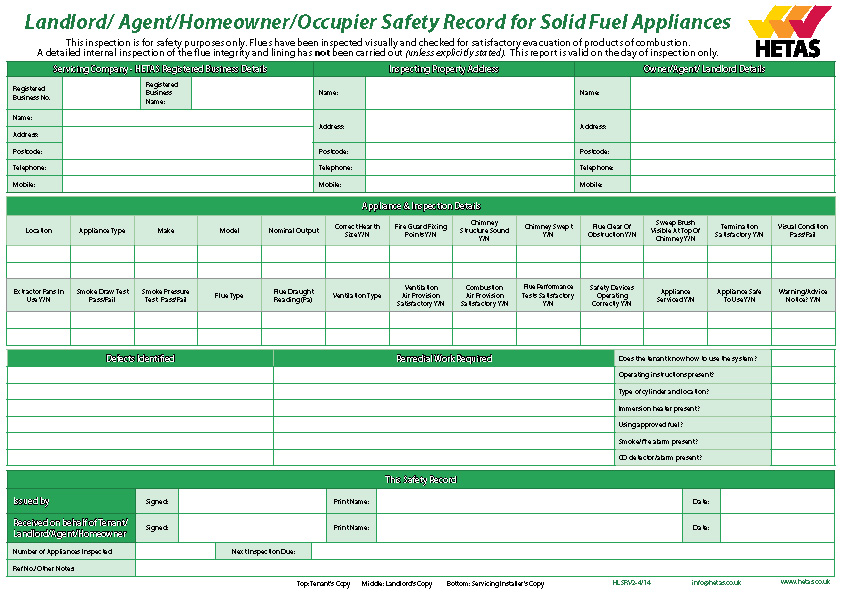 Landlord/ Agent/Homeowner/Occupier Safety Record for Solid Fuel Appliances
HETAS
This inspection is for safety purposes only. Flues have been inspected visually and checked for satisfactory evacuation of products of combustion.
A detailed internal inspection of the flue integrity and lining has not been carried out (unless explicitly stated). This report is valid on the day of inspection only.
Servicing Company - HETAS Registered Business Details
Inspecting Property Address
Owner/Agent/ Landlord Details
Registered
Business No.
Registered
Business
Name:
Name:
Name:
Name:
Address:
Address:
Address:
Postcode:
Postcode:
Postcode:
Telephone:
Telephone:
Telephone:
Mobile:
Mobile:
Mobile:
Appliance & Inspection Details
Location
Appliance Type
Make
Model
Nominal Output
Correct Hearth
Size Y/N
Fire Guard Fixing
Points Y/N
Chimney
Structure Sound
Y/N
Chimney Swept
Y/N
Flue Clear Of
Obstruction Y/N
Sweep Brush
Visible At Top Of
Chimney Y/N
Termination
Satisfactory Y/N
Visual Condition
Pass/Fail
Extractor Fans In
Use Y/N
Smoke Draw Test
Pass/Fail
Smoke Pressure
Test Pass/Fail
Flue Type
Flue Draught
Reading (Pa)
Ventilation Type
Ventilation
Air Provision
Satisfactory Y/N
Combustion
Air Provision
Satisfactory Y/N
Flue Performance
Tests Satisfactory
Y/N
Safety Devices
Operating
Correctly Y/N
Appliance
Serviced Y/N
Appliance Safe
To Use Y/N
Warning/Advice
Notice? Y/N
Defects Identified
Remedial Work Required
Does the tenant know how to use the system?
Operating instructions present?
Type of cylinder and location?
Immersion heater present?
Using approved fuel?
Smoke/fire alarm present?
CO detector/alarm present?
This Safety Record
Issued by
Signed:
Print Name:
Date:
Received on behalf of Tenant/
Landlord/Agent/Homeowner
Signed:
Print Name:
Date:
Number of Appliances Inspected
Next Inspection Due:
Ref No./Other Notes
Top: Tenant's Copy Middle: Landlord's Copy Bottom: Servicing Installer's Copy
HLSRV2-4/14
info@hetas.co.uk
www.hetas.co.uk